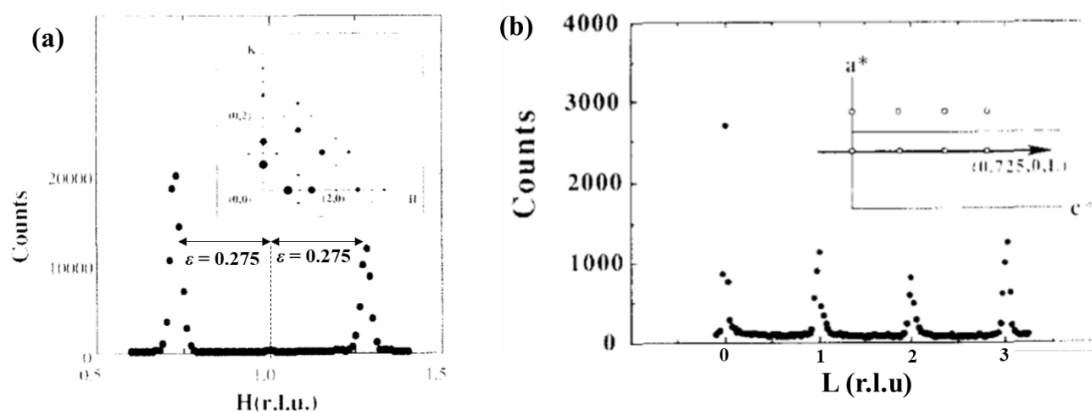 (a)
K
(0,2)
(0,0)
(2,0)
H
20000
10000
0
Counts
ε = 0.275
ε = 0.275
0.5
1.0
1.5
H(r.l.u.)
(b)
4000
3000
2000
1000
0
Counts
a*
(0.725,0,L)
0
1
2
3
L (r.l.u)